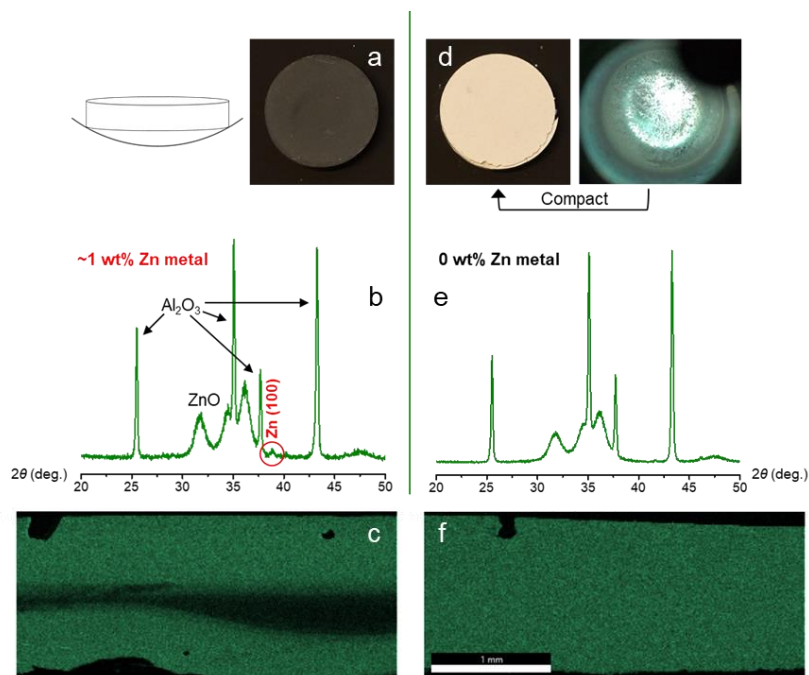 a
d
Compact
~1 wt% Zn metal
b
Al₂O₃
ZnO
Zn (100)
2θ (deg.)
20 25 30 35 40 45 50
0 wt% Zn metal
e
20 25 30 35 40 45 50
2θ (deg.)
c
f
1 mm